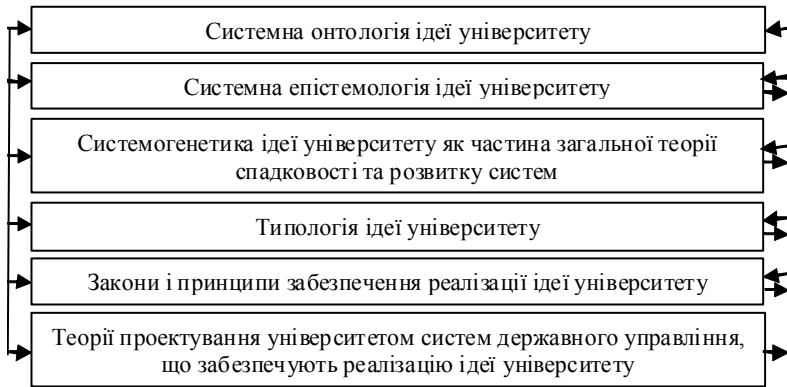 Системна онтологія ідеї університету
Системна епістемологія ідеї університету
Системогенетика ідеї університету як частина загальної теорії
спадковості та розвитку систем
Типологія ідеї університету
Закони і принципи забезпечення реалізації ідеї університету
Теорії проектування університетом систем державного управління,
що забезпечують реалізацію ідеї університету